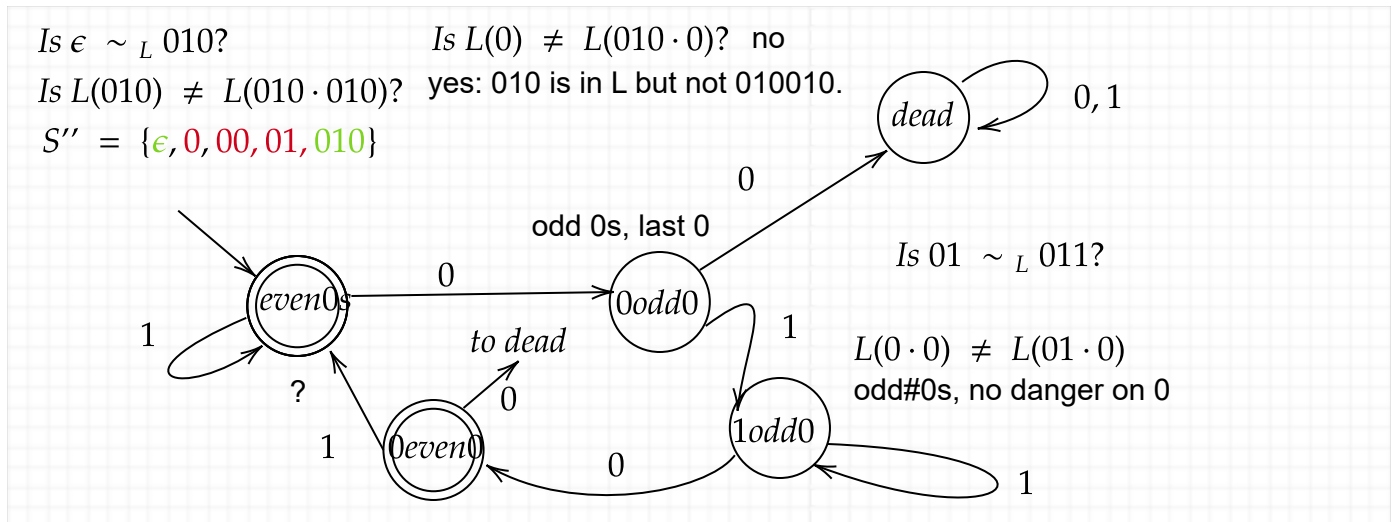 Is ϵ ∼ L 010?
Is L(010) ≠ L(010·010)?
S′′ = {ϵ, 0, 00, 01, 010}
Is L(0) ≠ L(010·0)? no
yes: 010 is in L but not 010010.
dead
0, 1
0
odd 0s, last 0
Is 01 ∼ L 011?
even0s
0
0odd0
1
1
to dead
L(0·0) ≠ L(01·0)
odd#0s, no danger on 0
?
0
1odd0
1
0even0
0
1